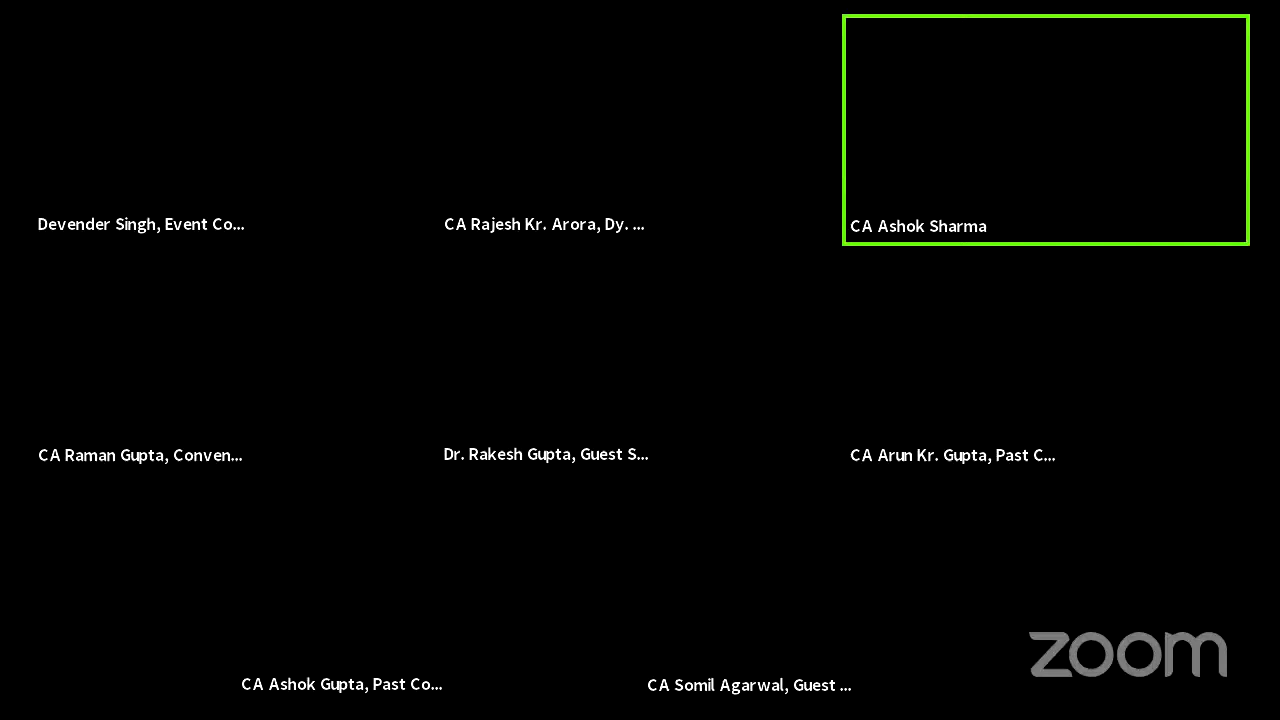 Devender Singh, Event Co...
CA Rajesh Kr. Arora, Dy. ...
CA Ashok Sharma
CA Raman Gupta, Conven...
Dr. Rakesh Gupta, Guest S...
CA Arun Kr. Gupta, Past C...
CA Ashok Gupta, Past Co...
CA Somil Agarwal, Guest ...
zoom